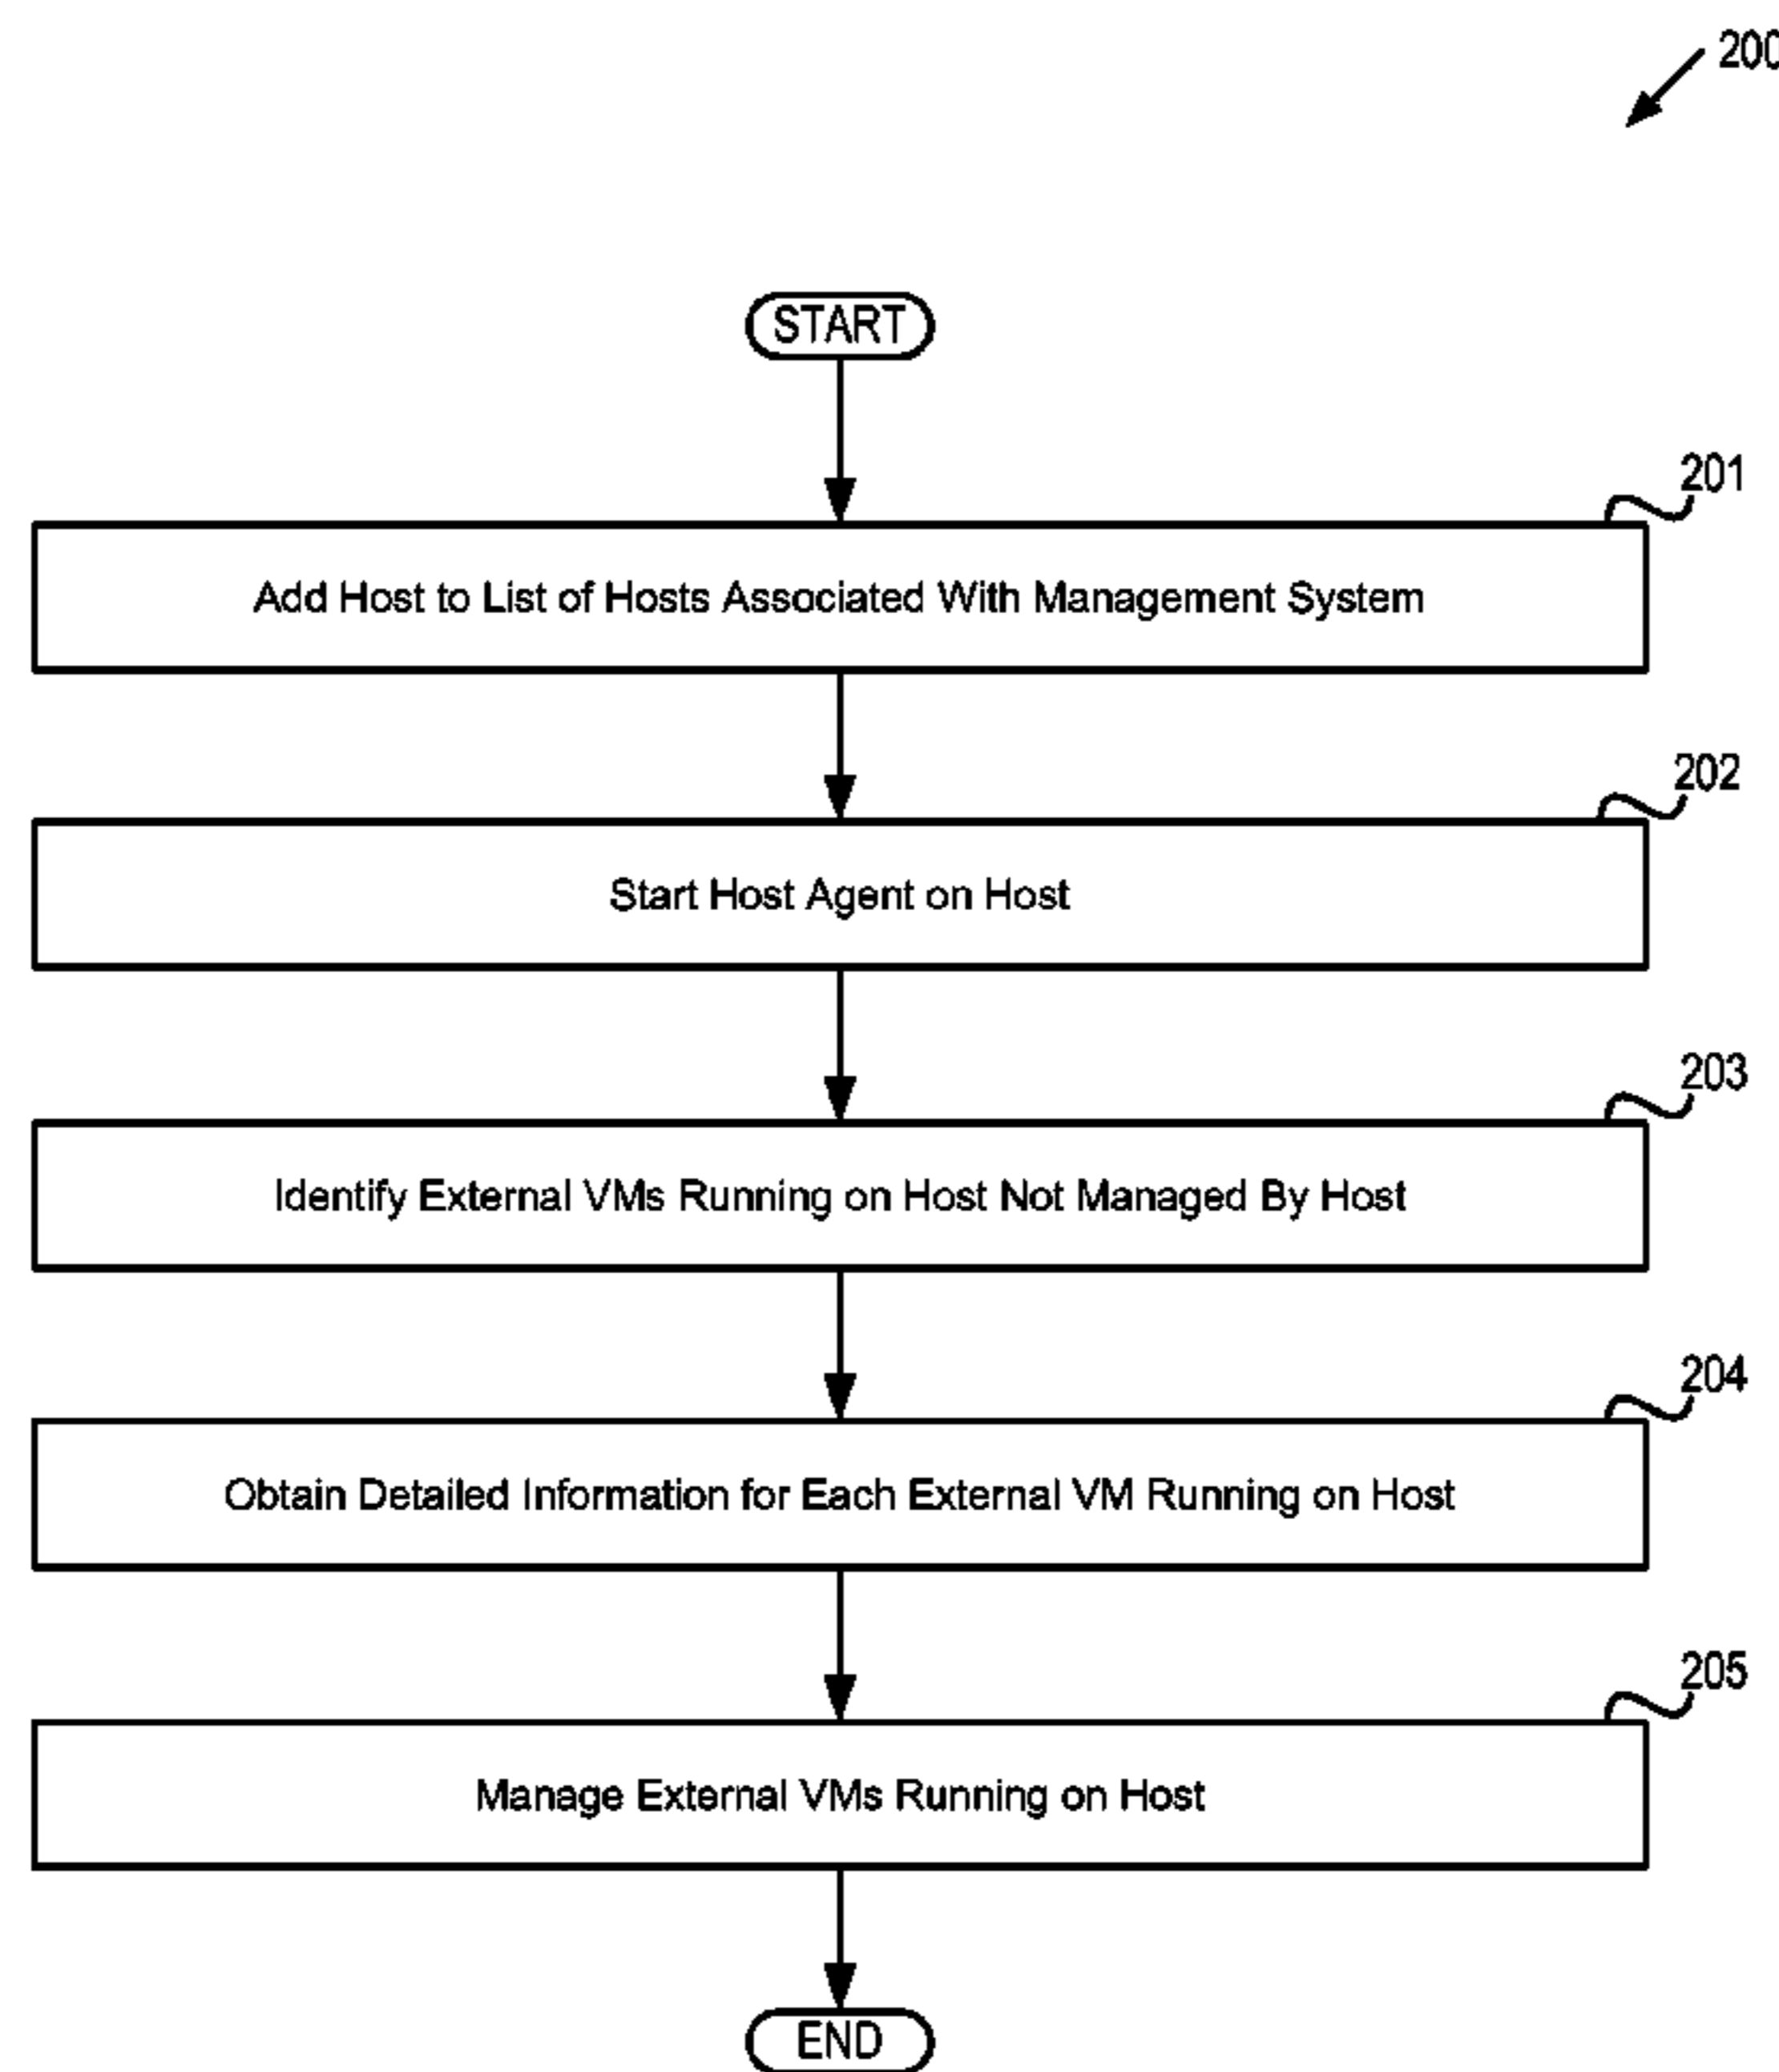 200
START
201
Add Host to List of Hosts Associated With Management System
202
Start Host Agent on Host
203
Identify External VMs Running on Host Not Managed By Host
204
Obtain Detailed Information for Each External VM Running on Host
205
Manage External VMs Running on Host
END